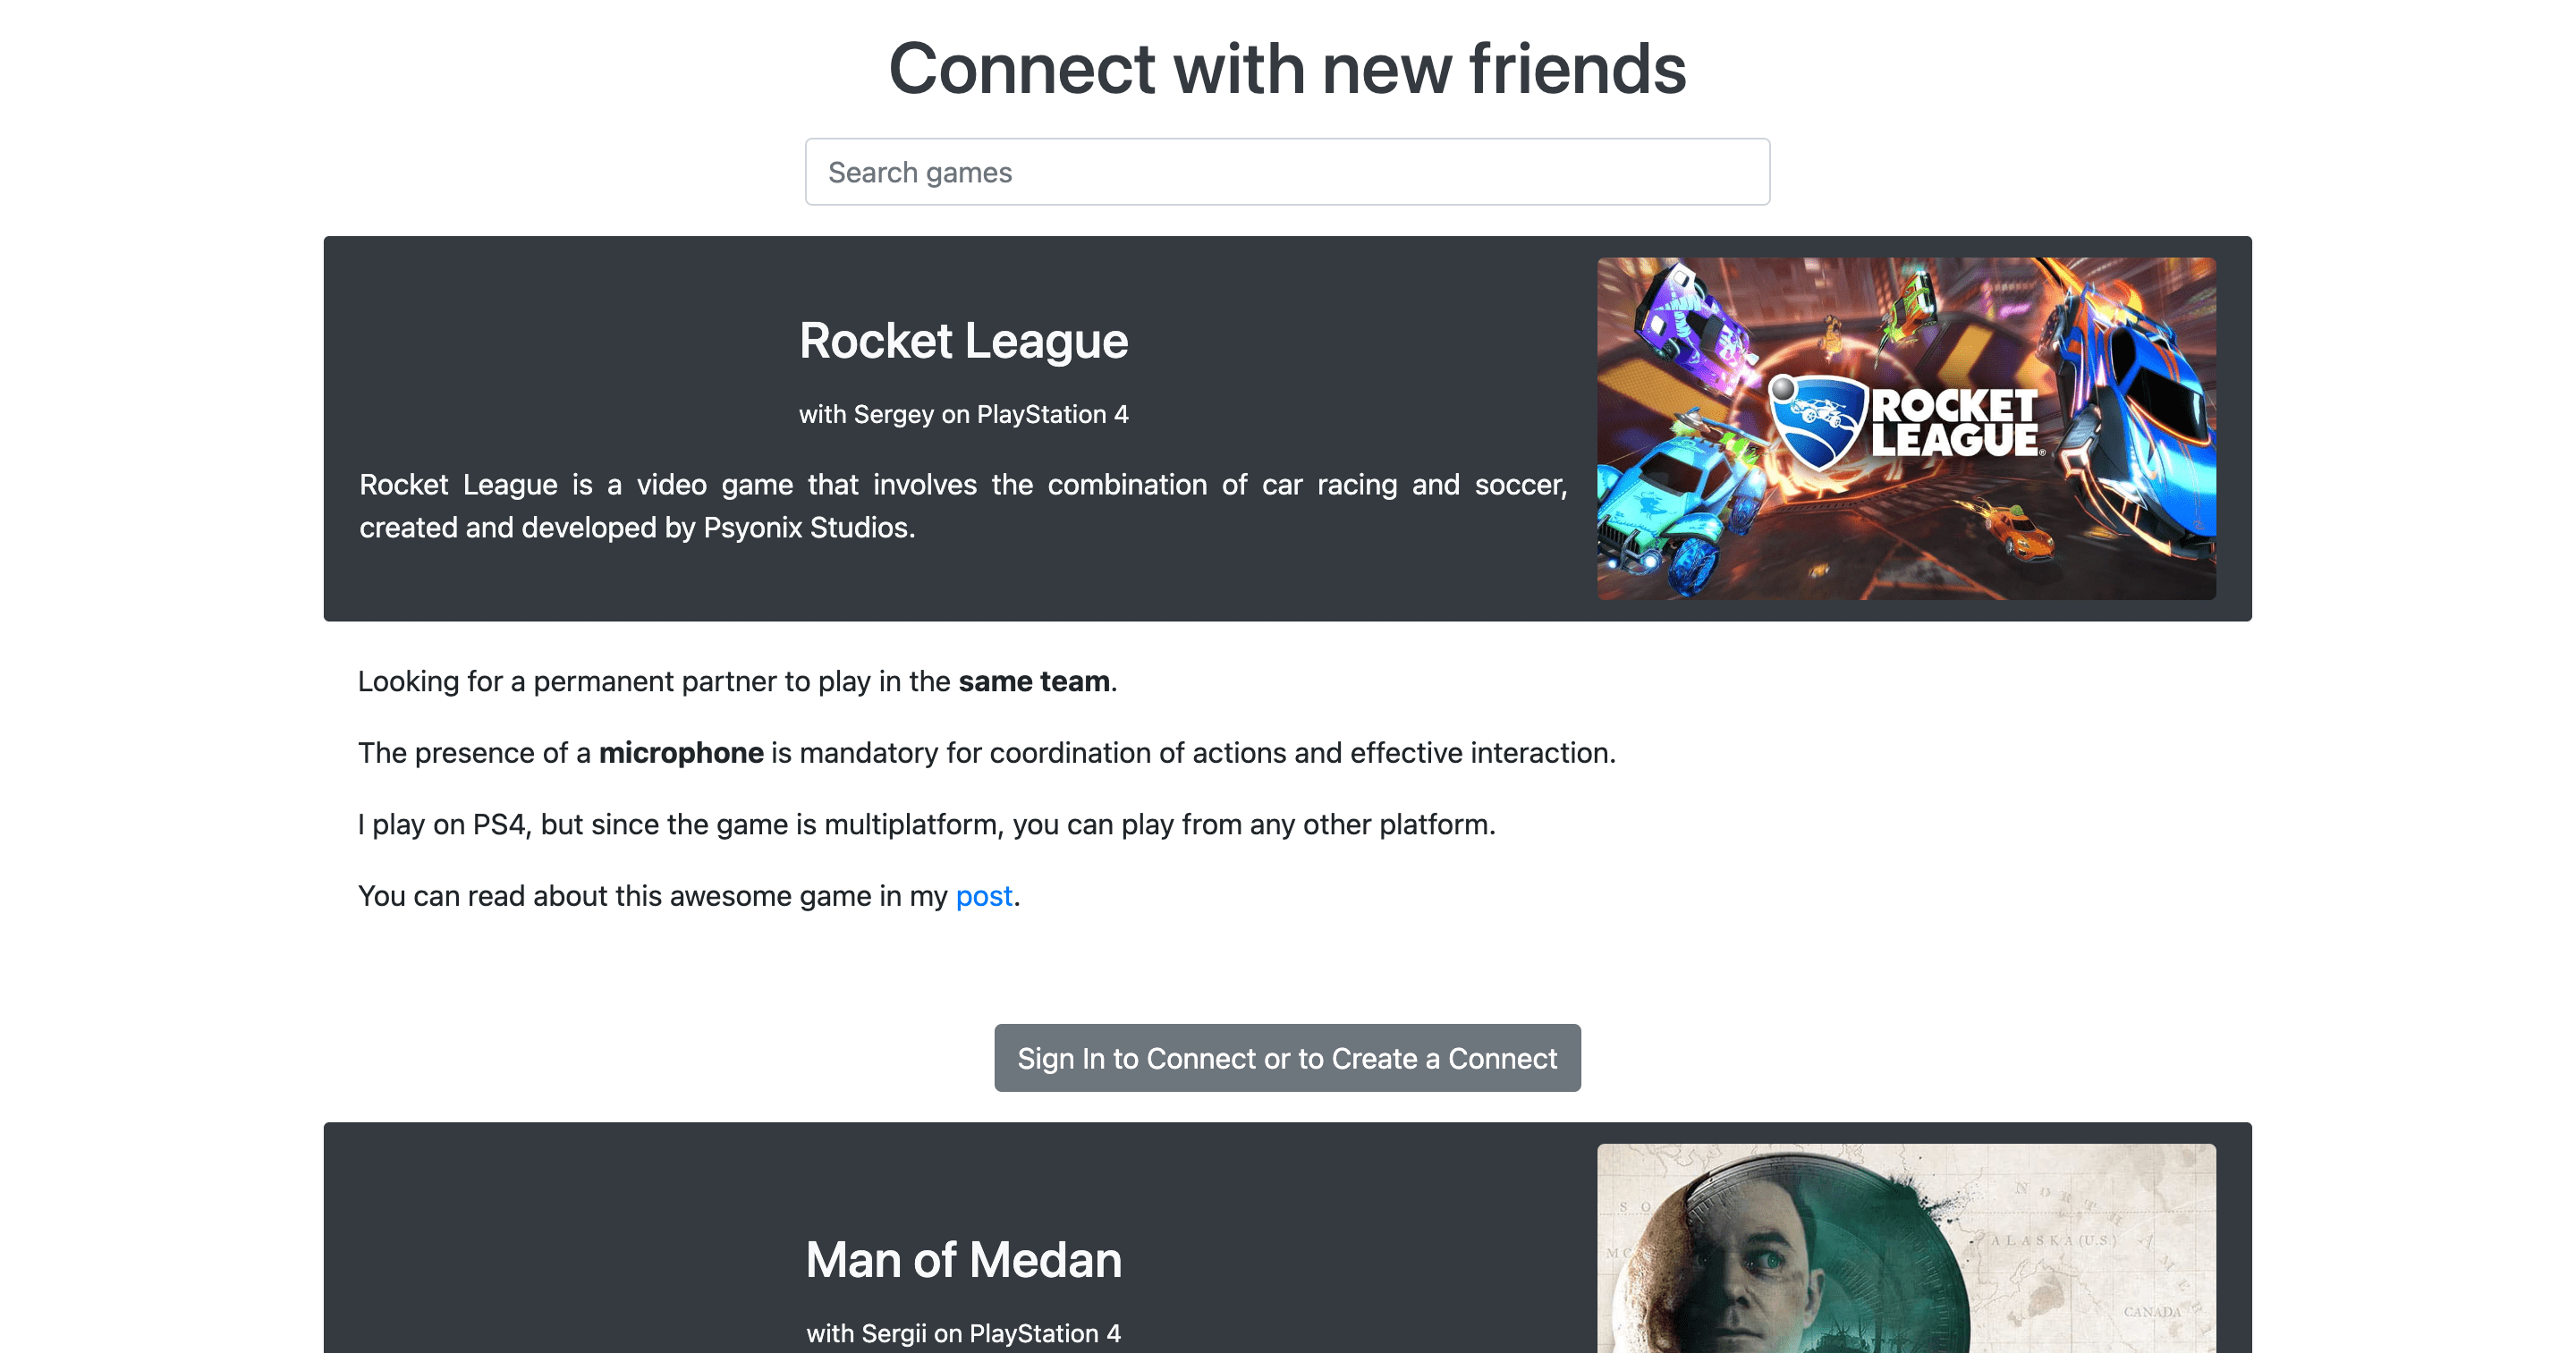 Connect with new friends
Search games
Rocket League
with Sergey on PlayStation 4
Rocket League is a video game that involves the combination of car racing and soccer,
created and developed by Psyonix Studios.
ROCKET
LEAGUE®
Looking for a permanent partner to play in the same team.
The presence of a microphone is mandatory for coordination of actions and effective interaction.
I play on PS4, but since the game is multiplatform, you can play from any other platform.
You can read about this awesome game in my post.
Sign In to Connect or to Create a Connect
Man of Medan
with Sergii on PlayStation 4
NORTH
ALASKA (U.S.)
CANADA